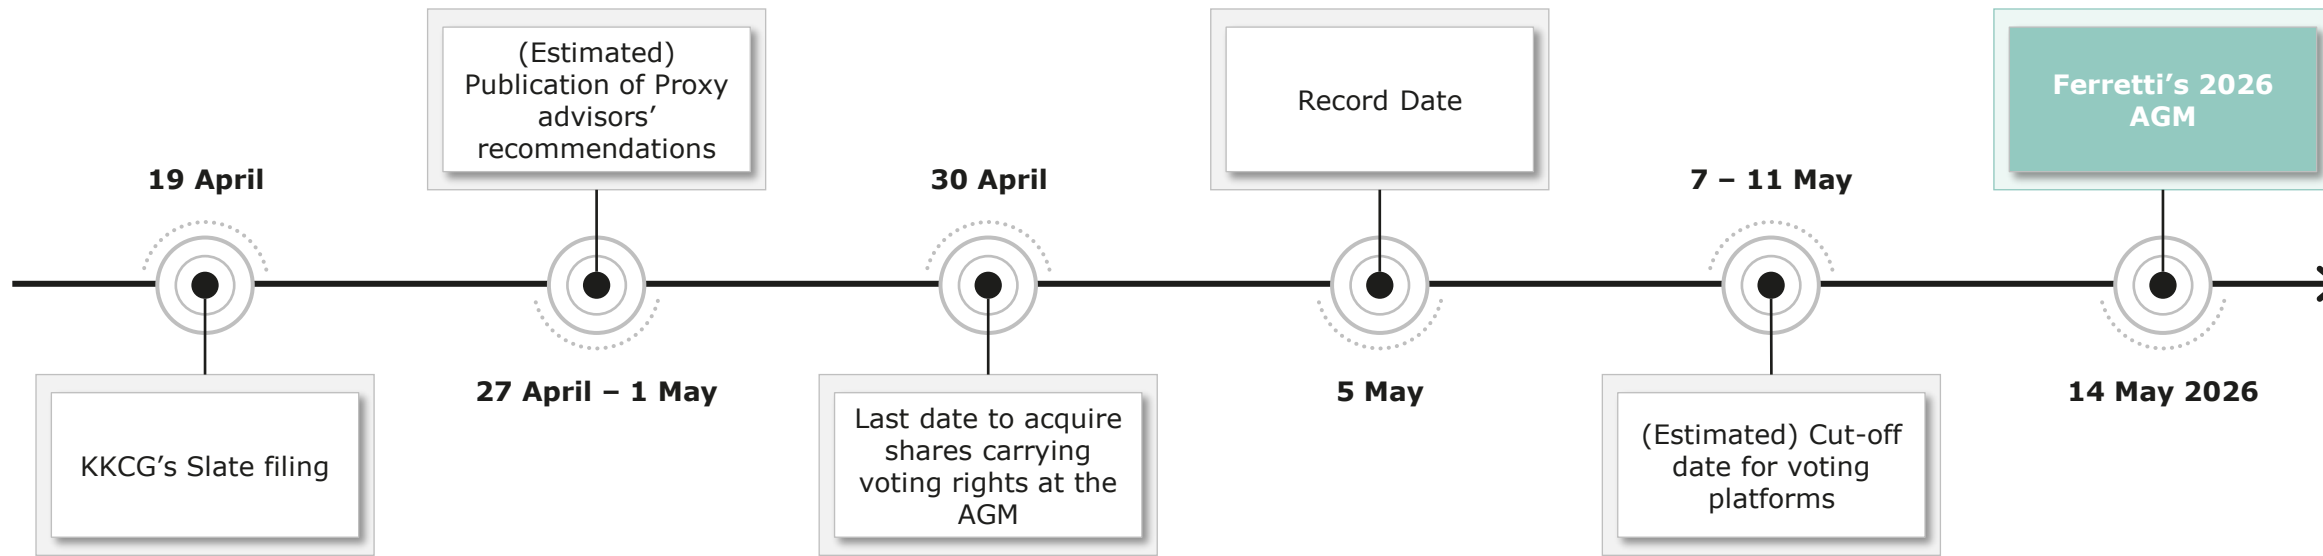 19 April
KKCG’s Slate filing
(Estimated)
Publication of Proxy
advisors’
recommendations
27 April – 1 May
30 April
Last date to acquire
shares carrying
voting rights at the
AGM
Record Date
5 May
7 – 11 May
(Estimated) Cut-off
date for voting
platforms
Ferretti’s 2026
AGM
14 May 2026